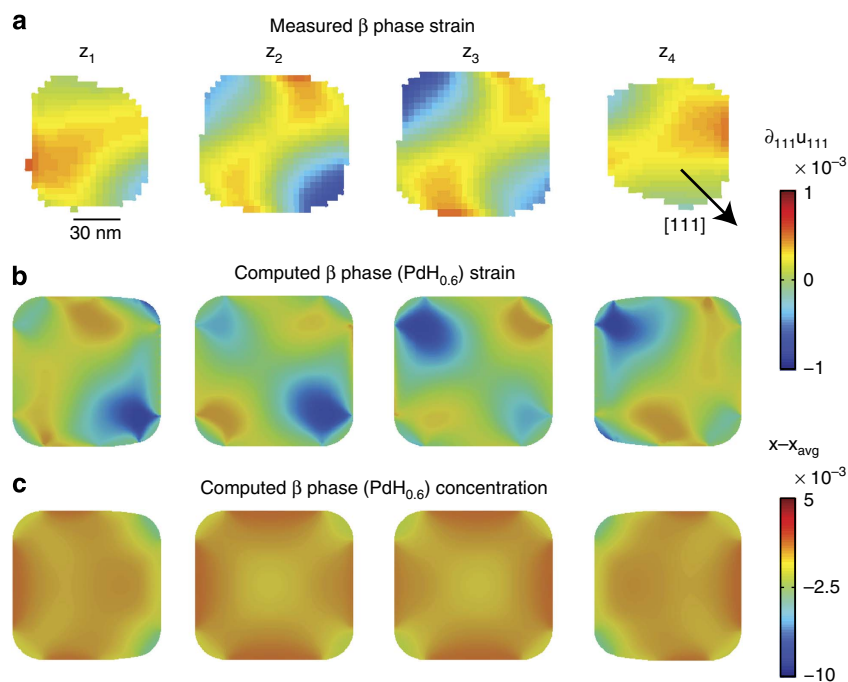 a
Measured β phase strain
z₁ z₂ z₃ z₄
30 nm
[111]
∂₁₁₁u₁₁₁
× 10⁻³
1
0
−1
b
Computed β phase (PdH₀.₆) strain
x−xavg
× 10⁻³
5
−2.5
−10
c
Computed β phase (PdH₀.₆) concentration